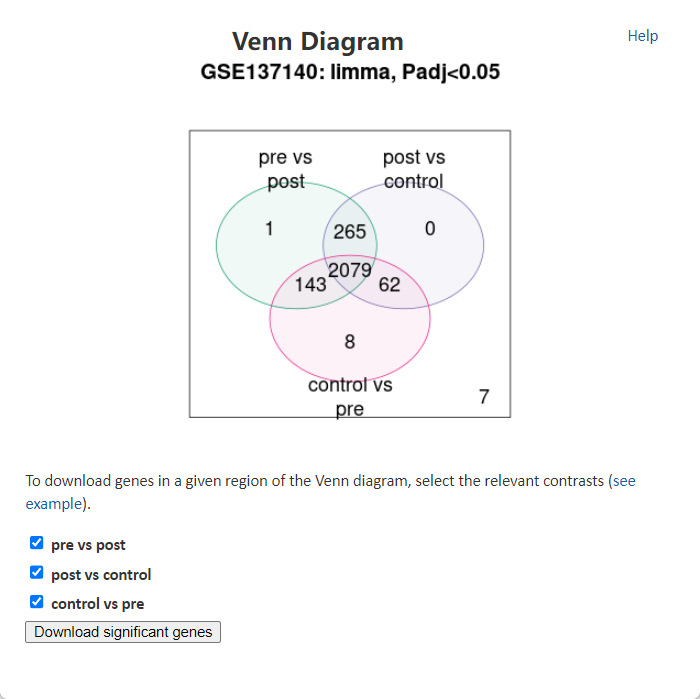 Venn Diagram
Help
GSE137140: limma, Padj<0.05
pre vs
post
post vs
control
1
265
0
2079
143
62
8
control vs
pre
7
To download genes in a given region of the Venn diagram, select the relevant contrasts (see
example).
pre vs post
post vs control
control vs pre
Download significant genes